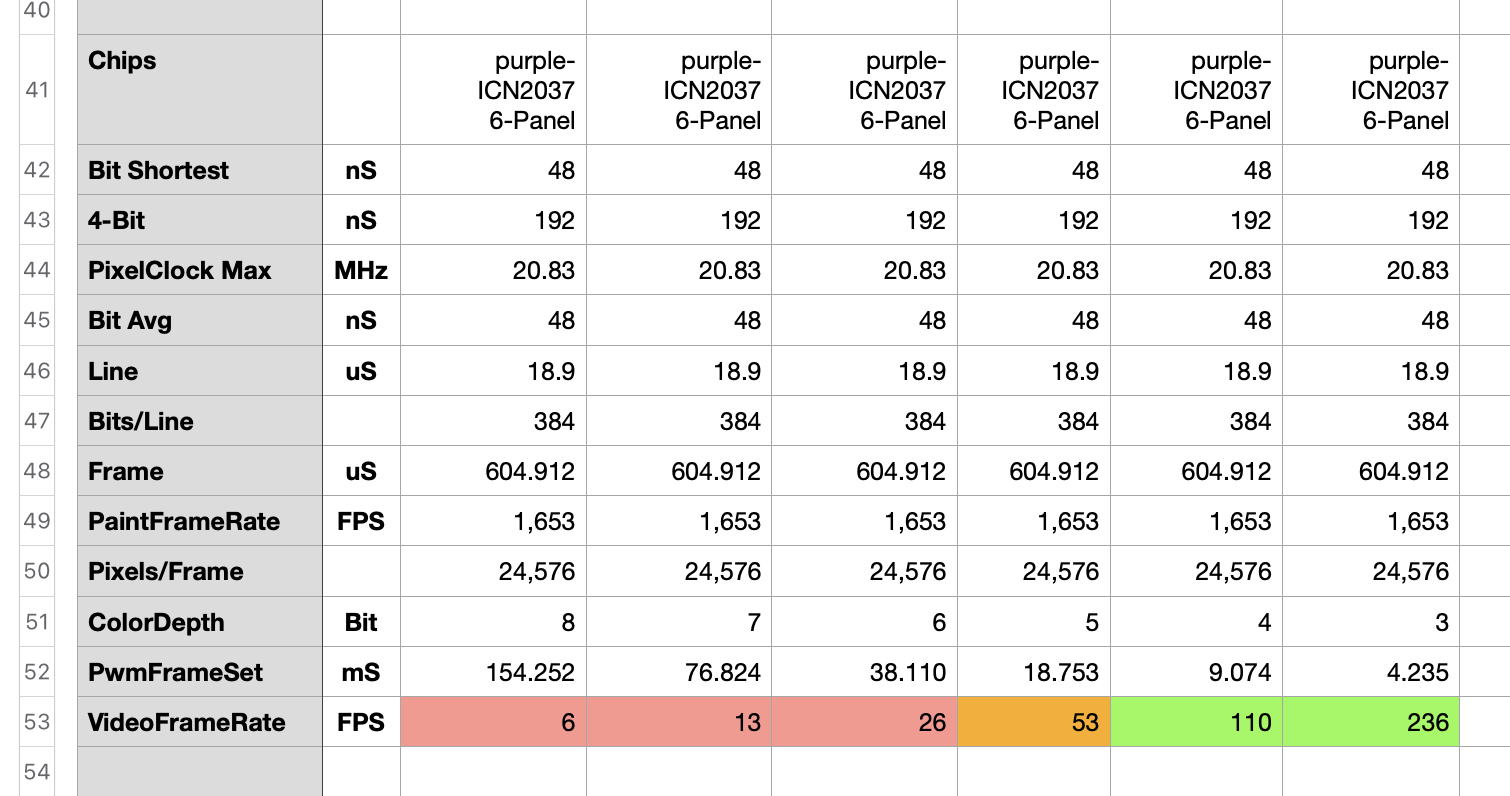 40
41 Chips purple- purple- purple- purple- purple- purple-
ICN2037 ICN2037 ICN2037 ICN2037 ICN2037 ICN2037
6-Panel 6-Panel 6-Panel 6-Panel 6-Panel 6-Panel
42 Bit Shortest nS 48 48 48 48 48 48
43 4-Bit nS 192 192 192 192 192 192
44 PixelClock Max MHz 20.83 20.83 20.83 20.83 20.83 20.83
45 Bit Avg nS 48 48 48 48 48 48
46 Line uS 18.9 18.9 18.9 18.9 18.9 18.9
47 Bits/Line 384 384 384 384 384 384
48 Frame uS 604.912 604.912 604.912 604.912 604.912 604.912
49 PaintFrameRate FPS 1,653 1,653 1,653 1,653 1,653 1,653
50 Pixels/Frame 24,576 24,576 24,576 24,576 24,576 24,576
51 ColorDepth Bit 8 7 6 5 4 3
52 PwmFrameSet mS 154.252 76.824 38.110 18.753 9.074 4.235
53 VideoFrameRate FPS 6 13 26 53 110 236
54